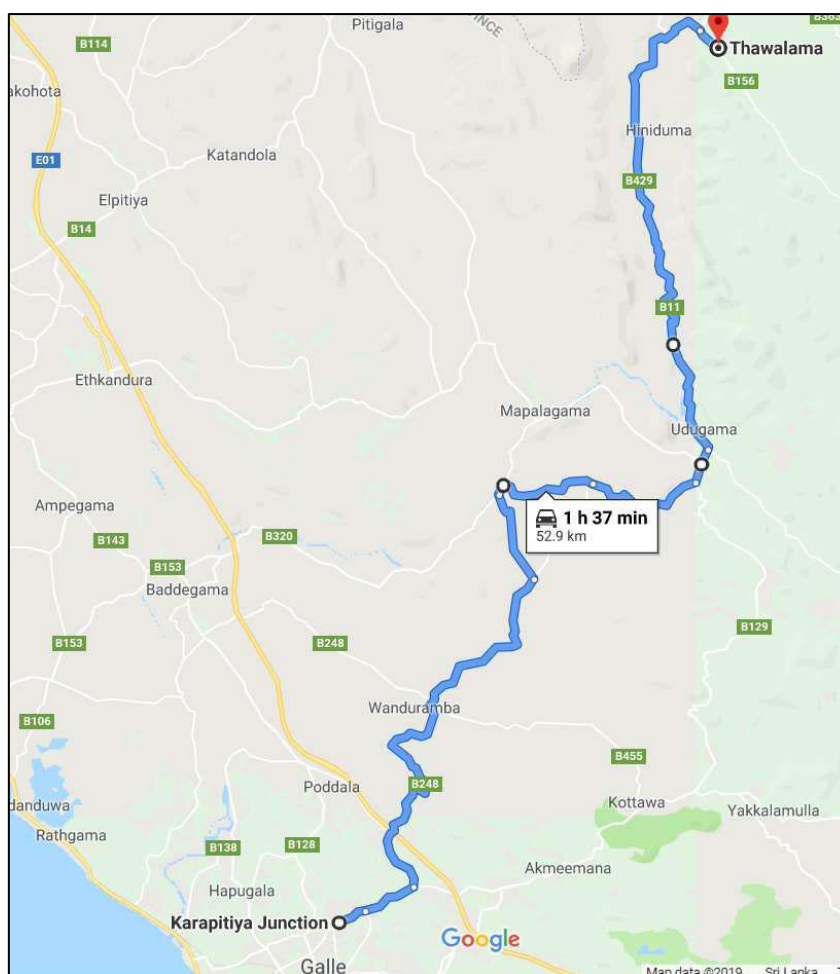 Pitigala
INCE
B363
Thawalama
B114
B156
akohota
Hiniduma
Katandola
E01
B429
Elpitiya
B14
B11
Ethkandura
Mapalagama
Udugama
1 h 37 min
52.9 km
Ampegama
B143
B320
B153
Baddegama
B129
B153
B248
Wanduramba
B106
B455
B248
Poddala
danduwa
Kottawa
Yakkalamulla
Rathgama
B138
B128
Akmeemana
Hapugala
Karapitiya Junction
Google
Galle
Map data ©2019 Sri Lanka